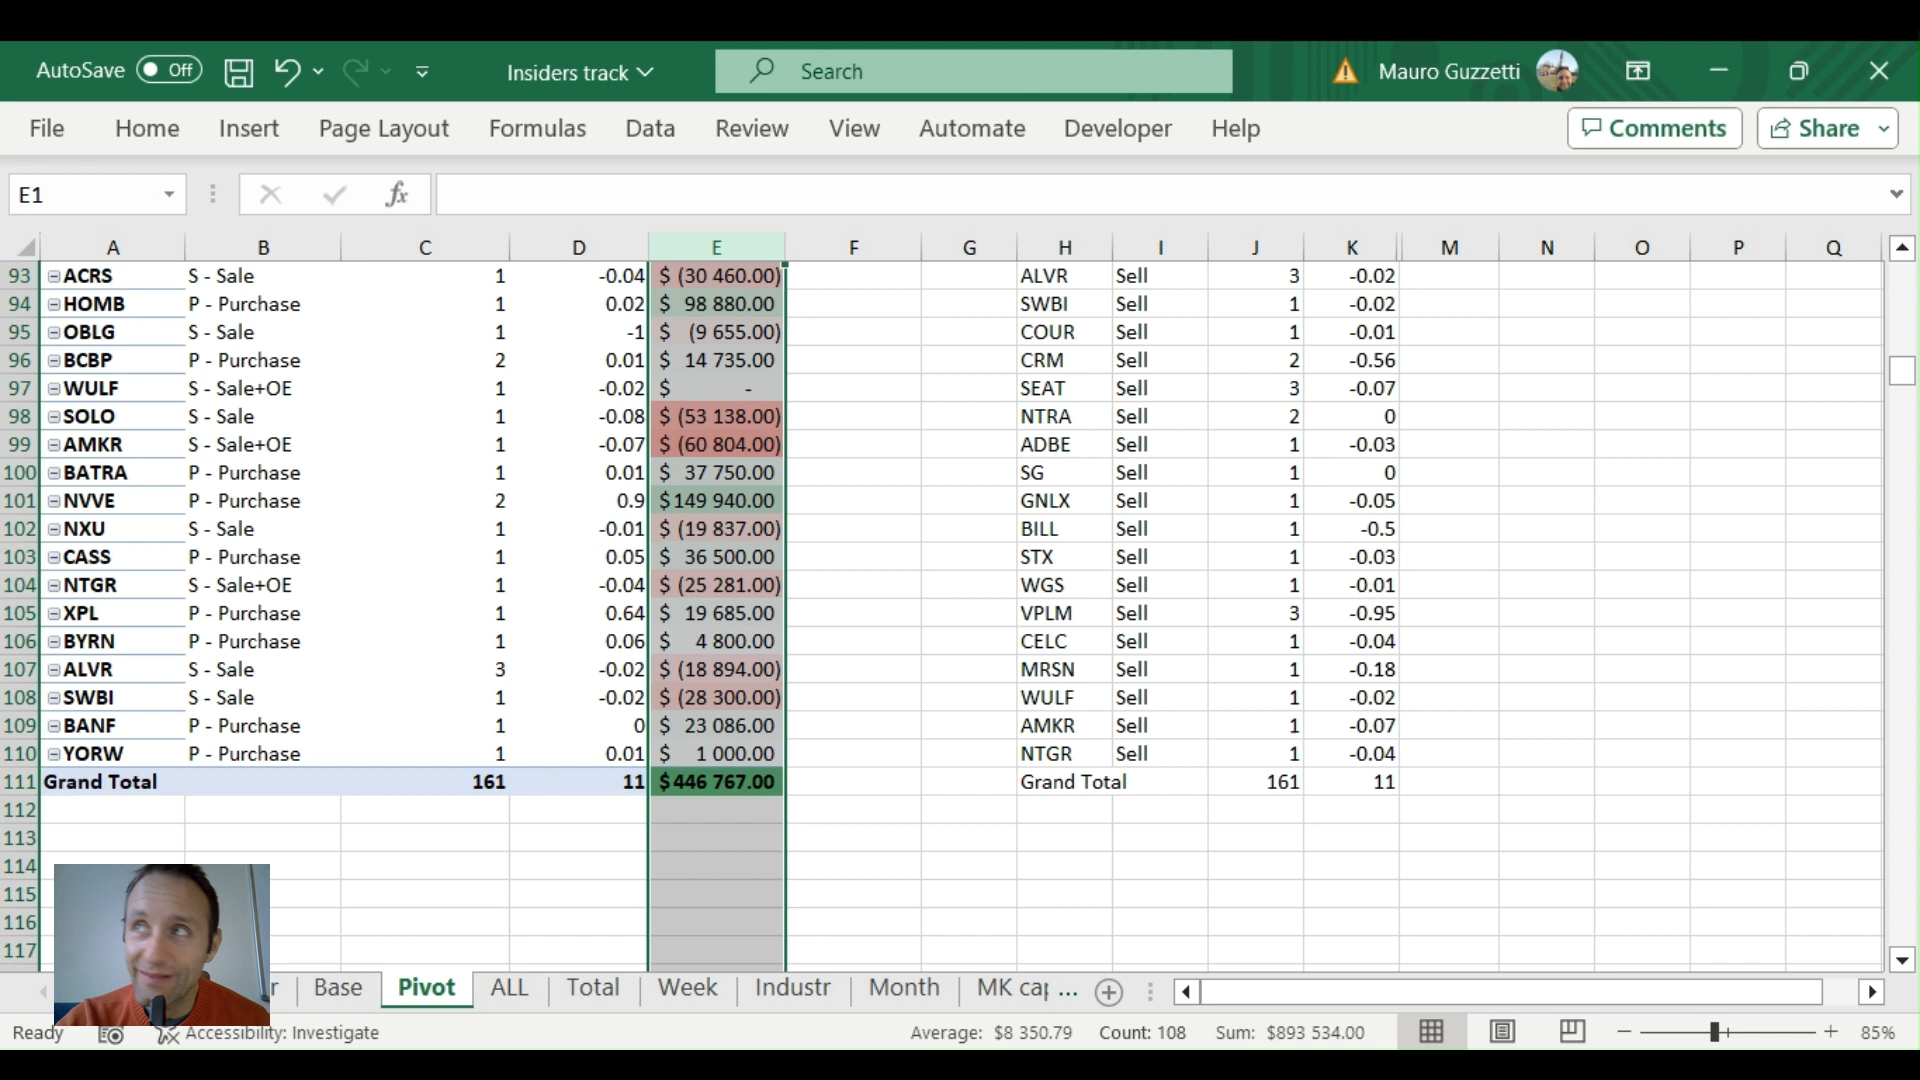 AutoSave Off Insiders track Search Mauro Guzzetti
File Home Insert Page Layout Formulas Data Review View Automate Developer Help Comments Share
E1 fx
A B C D E F G H I J K M N O P Q
93 ACRS S - Sale 1 -0.04 $ (30 460.00) ALVR Sell 3 -0.02
94 HOMB P - Purchase 1 0.02 $ 98 880.00 SWBI Sell 1 -0.02
95 OBLG S - Sale 1 -1 $ (9 655.00) COUR Sell 1 -0.01
96 BCBP P - Purchase 2 0.01 $ 14 735.00 CRM Sell 2 -0.56
97 WULF S - Sale+OE 1 -0.02 $ - SEAT Sell 3 -0.07
98 SOLO S - Sale 1 -0.08 $ (53 138.00) NTRA Sell 2 0
99 AMKR S - Sale+OE 1 -0.07 $ (60 804.00) ADBE Sell 1 -0.03
100 BATRA P - Purchase 1 0.01 $ 37 750.00 SG Sell 1 0
101 NVVE P - Purchase 2 0.9 $149 940.00 GNLX Sell 1 -0.05
102 NXU S - Sale 1 -0.01 $ (19 837.00) BILL Sell 1 -0.5
103 CASS P - Purchase 1 0.05 $ 36 500.00 STX Sell 1 -0.03
104 NTGR S - Sale+OE 1 -0.04 $ (25 281.00) WGS Sell 1 -0.01
105 XPL P - Purchase 1 0.64 $ 19 685.00 VPLM Sell 3 -0.95
106 BYRN P - Purchase 1 0.06 $ 4 800.00 CELC Sell 1 -0.04
107 ALVR S - Sale 3 -0.02 $ (18 894.00) MRSN Sell 1 -0.18
108 SWBI S - Sale 1 -0.02 $ (28 300.00) WULF Sell 1 -0.02
109 BANF P - Purchase 1 0 $ 23 086.00 AMKR Sell 1 -0.07
110 YORW P - Purchase 1 0.01 $ 1 000.00 NTGR Sell 1 -0.04
111 Grand Total 161 11 $446 767.00 Grand Total 161 11
112
113
114
115
116
117
r Base Pivot ALL Total Week Industr Month MK cap ...
Ready Accessibility: Investigate Average: $8 350.79 Count: 108 Sum: $893 534.00 85%